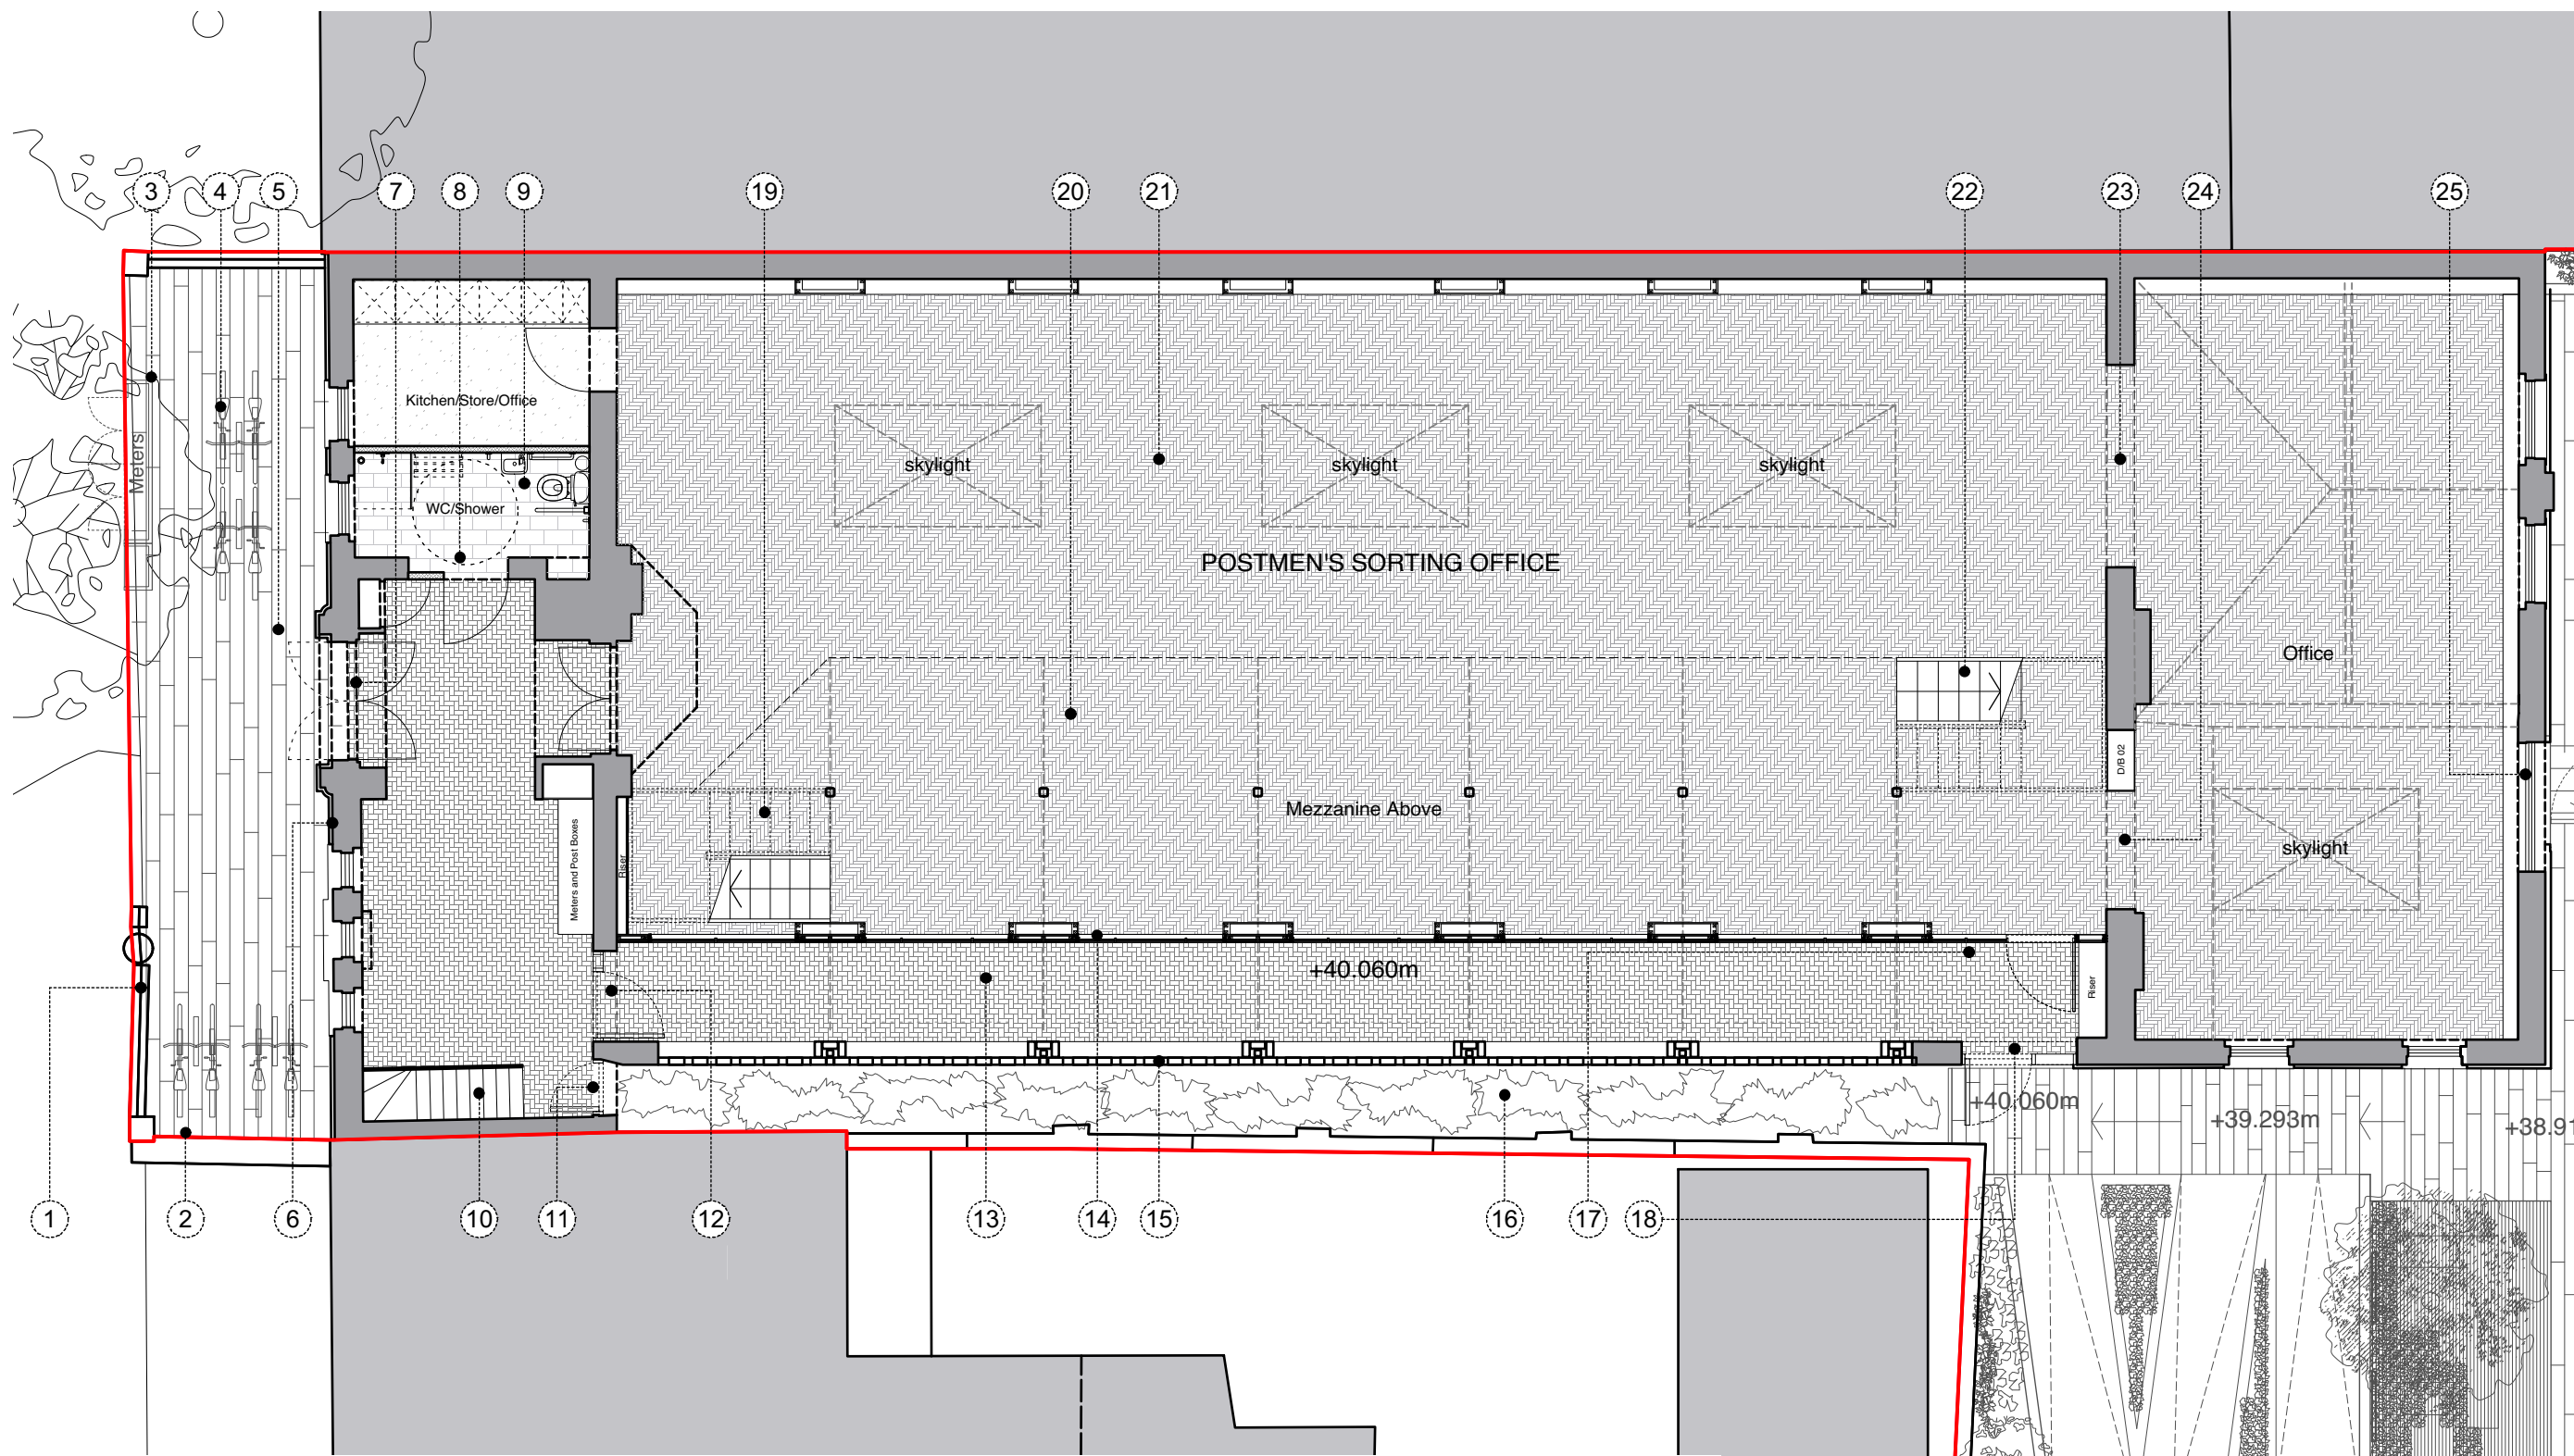 3 4 5 7 8 9 19 20 21 22 23 24 25
Kitchen/Store/Office
Meters
skylight skylight skylight
WC/Shower
POSTMEN'S SORTING OFFICE
Office
D/B 02
Mezzanine Above
skylight
Meters and Post Boxes
Riser
+40.060m
Riser
+40.060m
+39.293m
+38.91
1 2 6 10 11 12 13 14 15 16 17 18